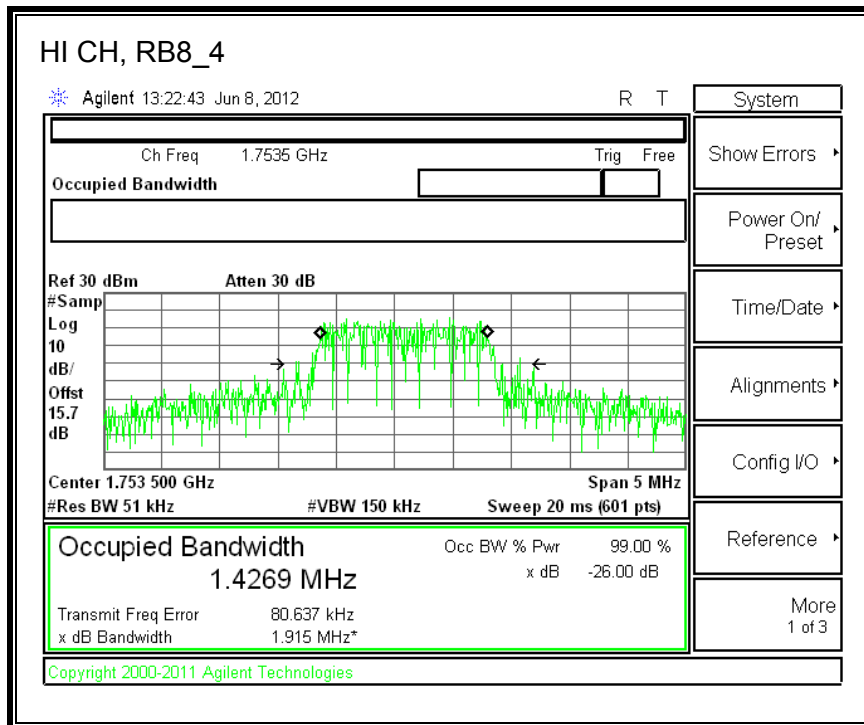 HI CH, RB8_4
Agilent 13:22:43 Jun 8, 2012 R T
Ch Freq 1.7535 GHz Trig Free
Occupied Bandwidth
Ref 30 dBm Atten 30 dB
#Samp
Log
10
dB/
Offst
15.7
dB
Center 1.753 500 GHz Span 5 MHz
#Res BW 51 kHz #VBW 150 kHz Sweep 20 ms (601 pts)
Occupied Bandwidth Occ BW % Pwr 99.00 %
1.4269 MHz x dB -26.00 dB
Transmit Freq Error 80.637 kHz
x dB Bandwidth 1.915 MHz*
Copyright 2000-2011 Agilent Technologies
System
Show Errors
Power On/
Preset
Time/Date
Alignments
Config I/O
Reference
More
1 of 3